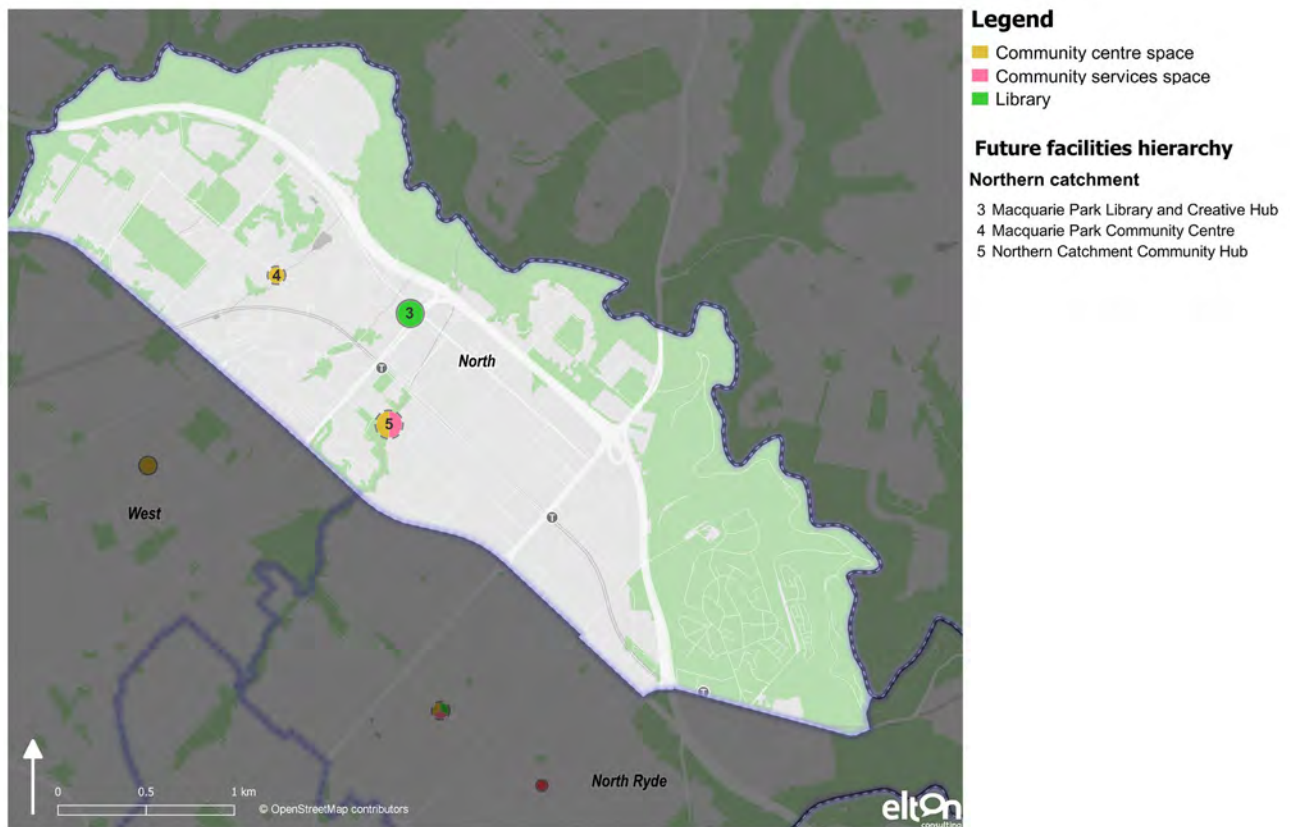 Legend
Community centre space
Community services space
Library
Future facilities hierarchy
Northern catchment
3 Macquarie Park Library and Creative Hub
4 Macquarie Park Community Centre
5 Northern Catchment Community Hub
4
3
North
T
5
West
T
T
North Ryde
0 0.5 1 km
© OpenStreetMap contributors
elton
consulting